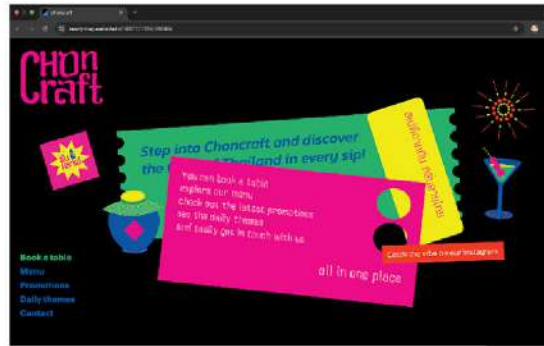 choncraft
CHON
Craft
Step into Choncraft and discover
the Thailand in every sip!
You can book a table
explore our menu
check out the latest promotions
see the daily themes
and easily get in touch with us
all in one place
Catch the vibe on our Instagram
Book a table
Menu
Promotions
Daily themes
Contact